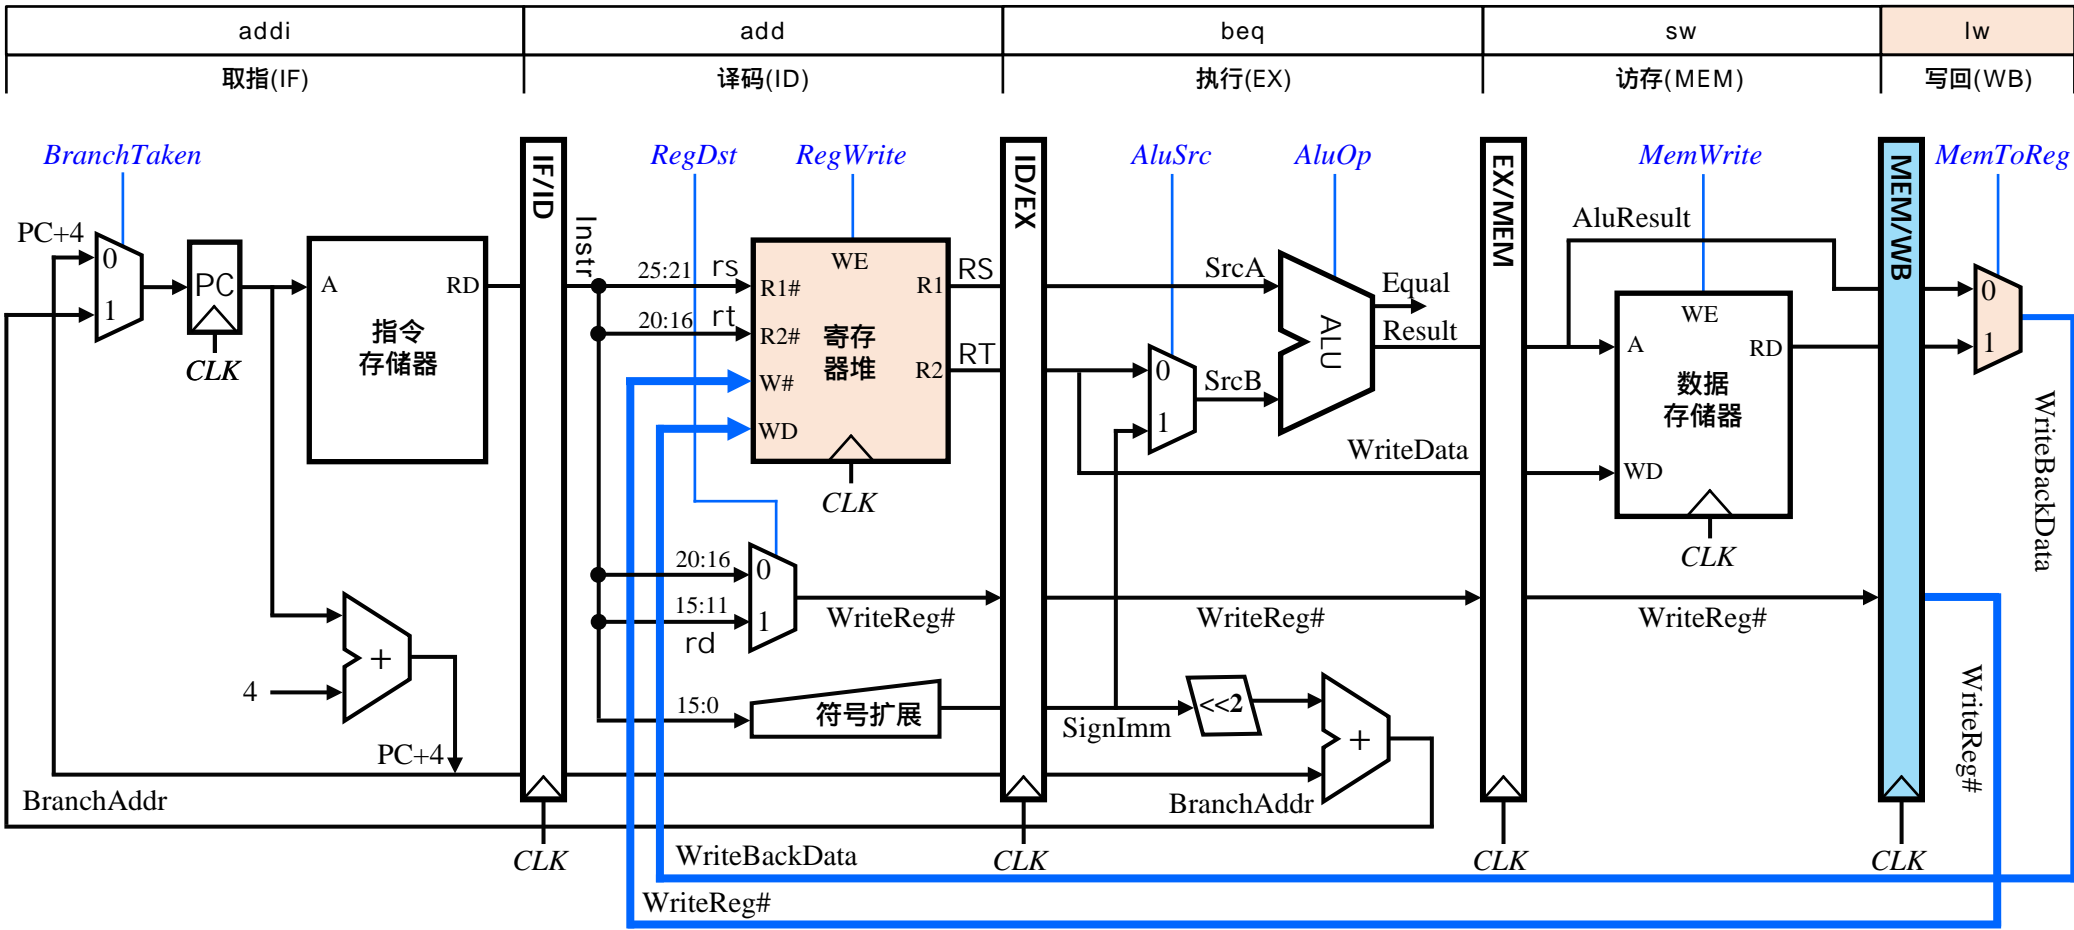 addi
add
beq
sw
lw
取指(IF)
译码(ID)
执行(EX)
访存(MEM)
写回(WB)
BranchTaken
RegDst
RegWrite
AluSrc
AluOp
MemWrite
MemToReg
IF/ID
ID/EX
EX/MEM
MEM/WB
PC+4
0
1
PC
CLK
A
RD
指令
存储器
4
+
PC+4
BranchAddr
CLK
Instr
25:21
rs
20:16
rt
WE
R1#
R1
R2#
R2
W#
WD
寄存
器堆
CLK
RS
RT
20:16
15:11
rd
0
1
WriteReg#
15:0
符号扩展
WriteBackData
WriteReg#
CLK
SrcA
0
1
SrcB
ALU
Equal
Result
WriteData
WriteReg#
SignImm
<<2
+
BranchAddr
CLK
AluResult
WE
A
RD
数据
存储器
WD
CLK
WriteReg#
CLK
0
1
WriteBackData
WriteReg#